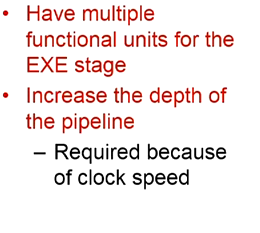 • Have multiple
functional units for the
EXE stage
• Increase the depth of
the pipeline
– Required because
of clock speed